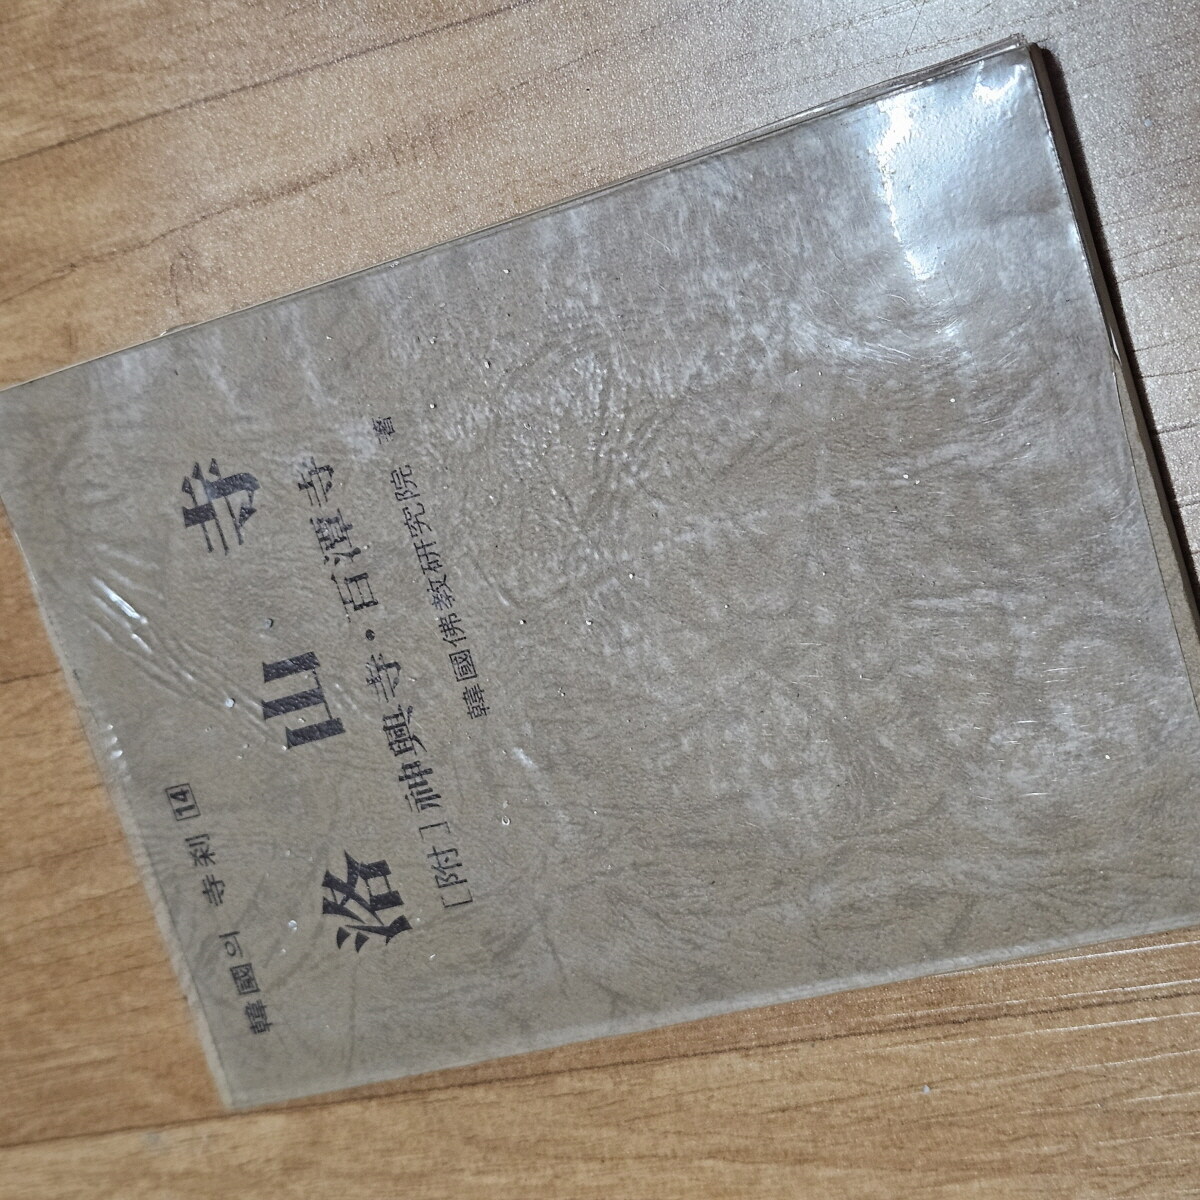 韓國의 寺刹 14
洛山寺
[附] 神興寺·百潭寺
韓國佛教硏究院 著